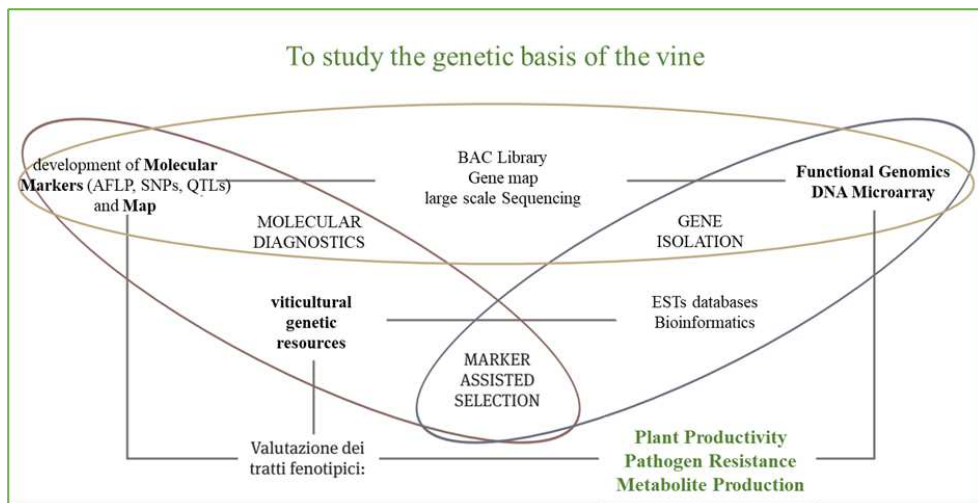 To study the genetic basis of the vine
development of Molecular
Markers (AFLP, SNPs, QTLs)
and Map
BAC Library
Gene map
large scale Sequencing
Functional Genomics
DNA Microarray
MOLECULAR
DIAGNOSTICS
GENE
ISOLATION
viticultural
genetic
resources
ESTs databases
Bioinformatics
MARKER
ASSISTED
SELECTION
Valutazione dei
tratti fenotipici:
Plant Productivity
Pathogen Resistance
Metabolite Production